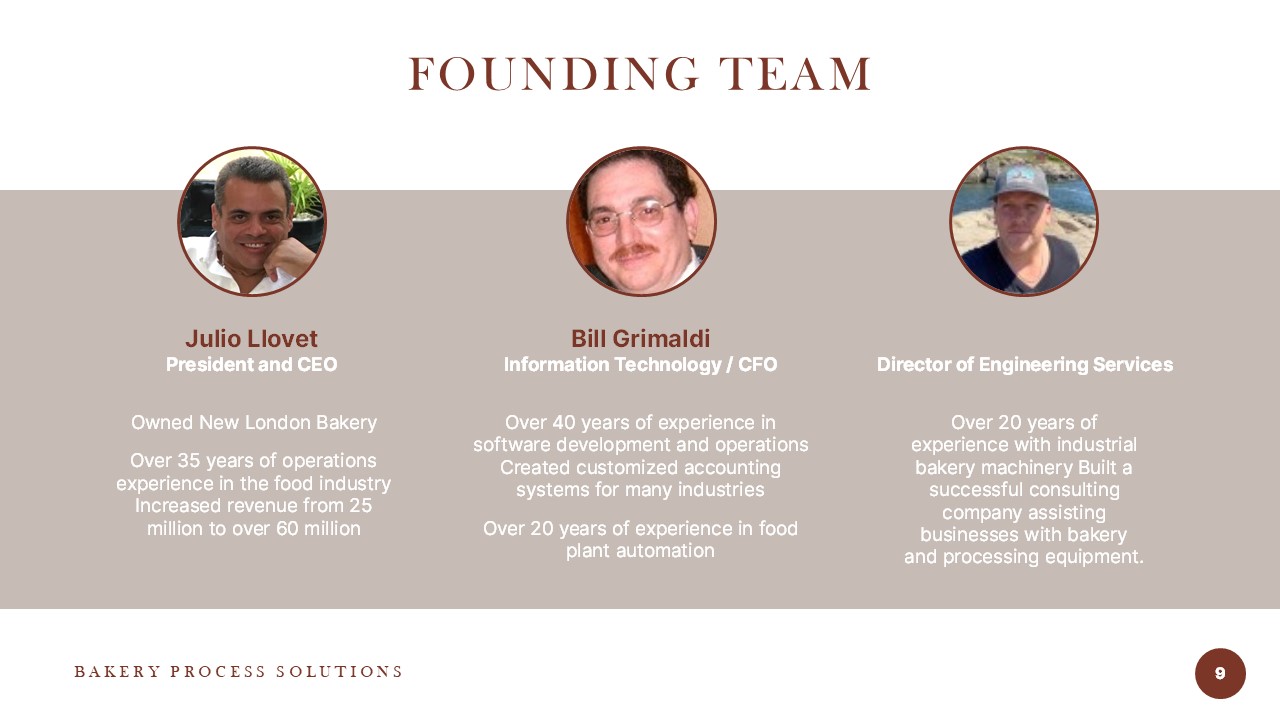 FOUNDING TEAM
Julio Llovet
President and CEO
Owned New London Bakery
Over 35 years of operations
experience in the food industry
Increased revenue from 25
million to over 60 million
Bill Grimaldi
Information Technology / CFO
Over 40 years of experience in
software development and operations
Created customized accounting
systems for many industries
Over 20 years of experience in food
plant automation
Director of Engineering Services
Over 20 years of
experience with industrial
bakery machinery Built a
successful consulting
company assisting
businesses with bakery
and processing equipment.
BAKERY PROCESS SOLUTIONS
9